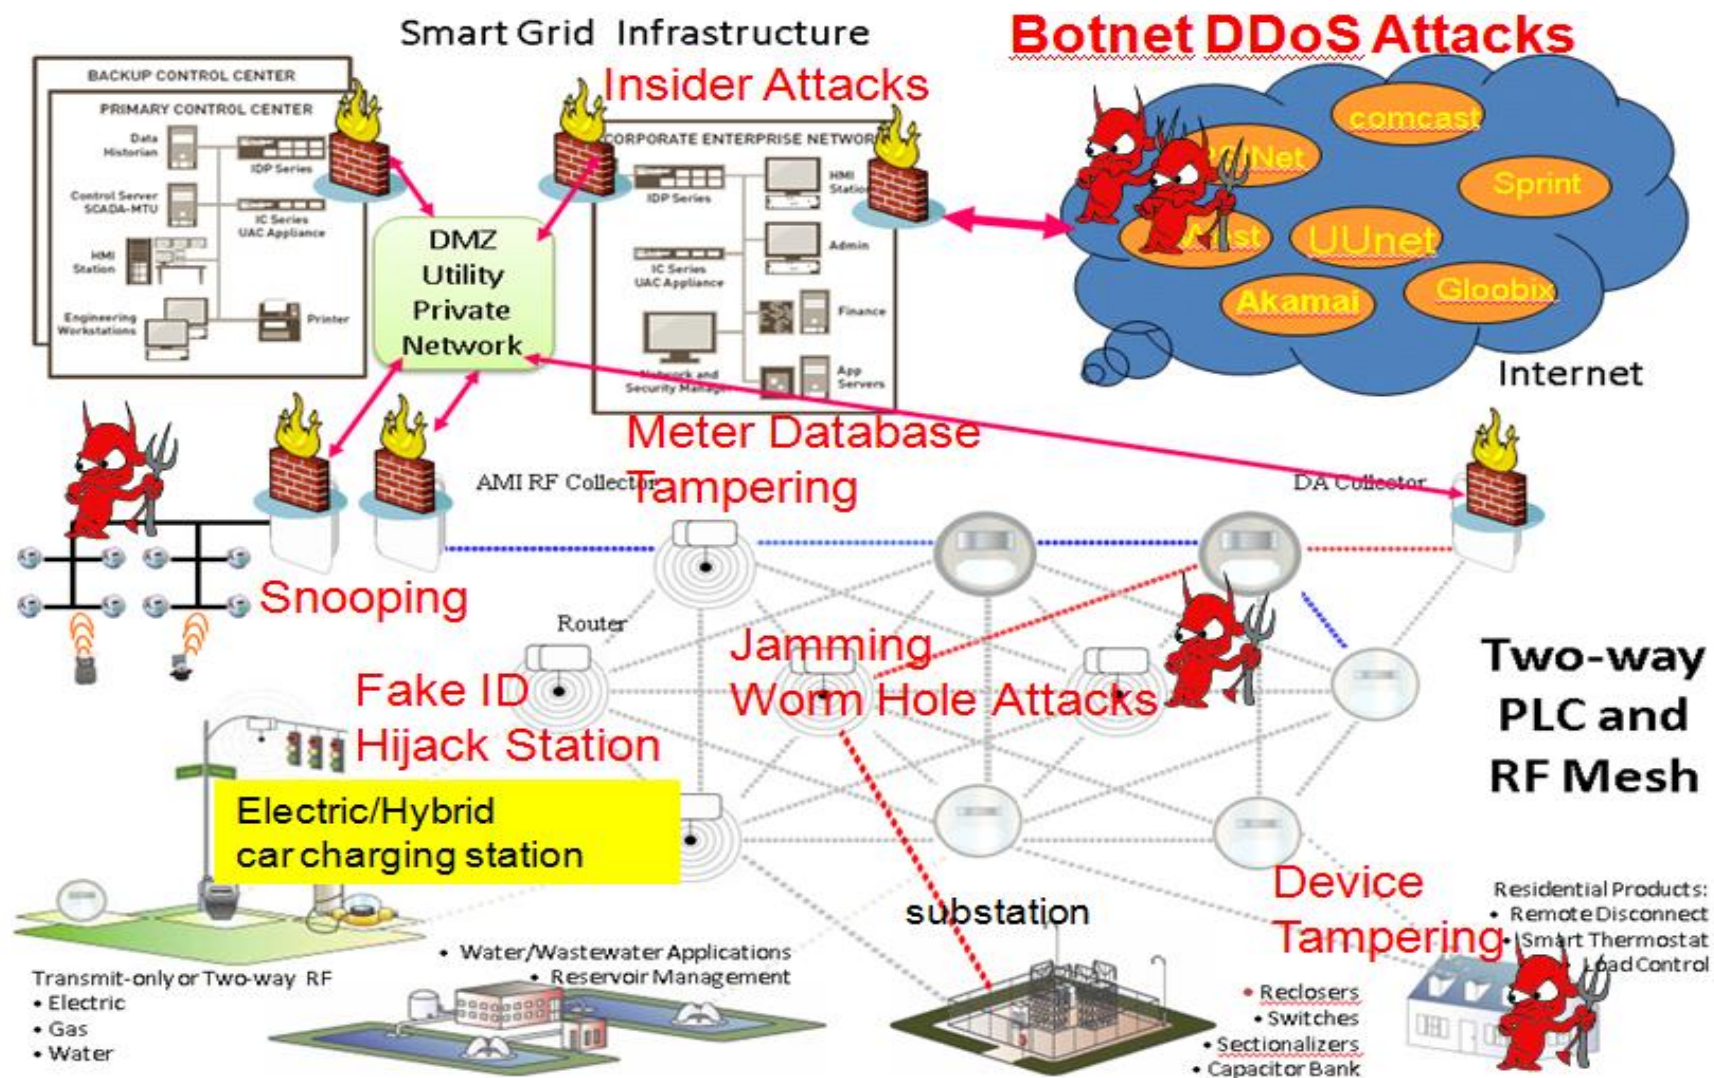 Smart Grid Infrastructure
Botnet DDoS Attacks
Insider Attacks
BACKUP CONTROL CENTER
PRIMARY CONTROL CENTER
Data
Historian
IDP Series
Control Server
SCADA-MTU
IC Series
UAC Appliance
HMI
Station
Engineering
Workstations
Printer
DMZ
Utility
Private
Network
CORPORATE ENTERPRISE
IDP Series
HMI
Station
Admin
IC Series
UAC Appliance
Finance
Network and
Security
App
Servers
comcast
Sprint
UUnet
Akamai
Gloobix
Internet
Meter Database
Tampering
AMI RF Collector
DA Collector
Snooping
Router
Jamming
Worm Hole Attacks
Fake ID
Hijack Station
Two-way
PLC and
RF Mesh
Electric/Hybrid
car charging station
substation
Device
Tampering
Residential Products:
• Remote Disconnect
• Smart Thermostat
Load Control
Transmit-only or Two-way RF
• Electric
• Gas
• Water
• Water/Wastewater Applications
• Reservoir Management
• Reclosers
• Switches
• Sectionalizers
• Capacitor Bank